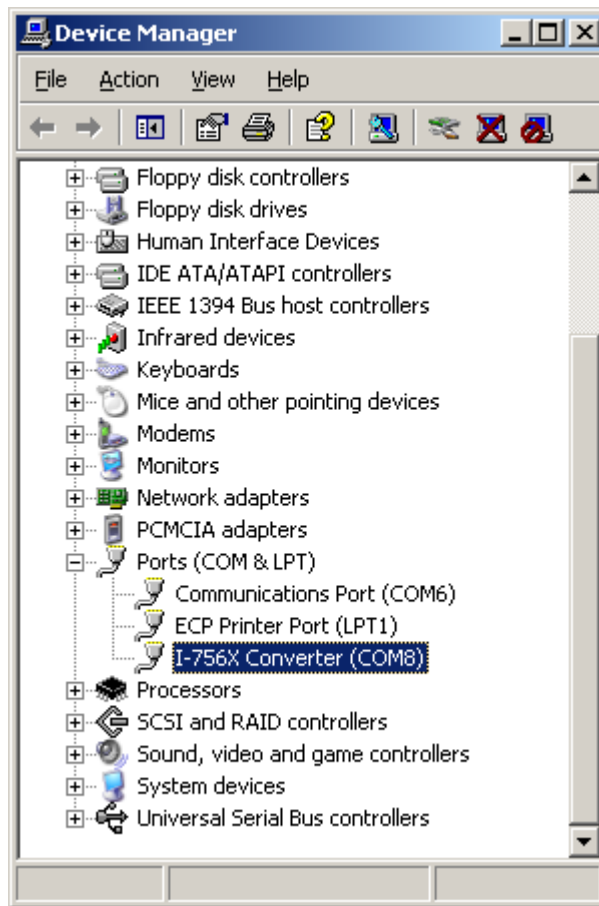 Device Manager
File Action View Help
Floppy disk controllers
Floppy disk drives
Human Interface Devices
IDE ATA/ATAPI controllers
IEEE 1394 Bus host controllers
Infrared devices
Keyboards
Mice and other pointing devices
Modems
Monitors
Network adapters
PCMCIA adapters
Ports (COM & LPT)
Communications Port (COM6)
ECP Printer Port (LPT1)
I-756X Converter (COM8)
Processors
SCSI and RAID controllers
Sound, video and game controllers
System devices
Universal Serial Bus controllers